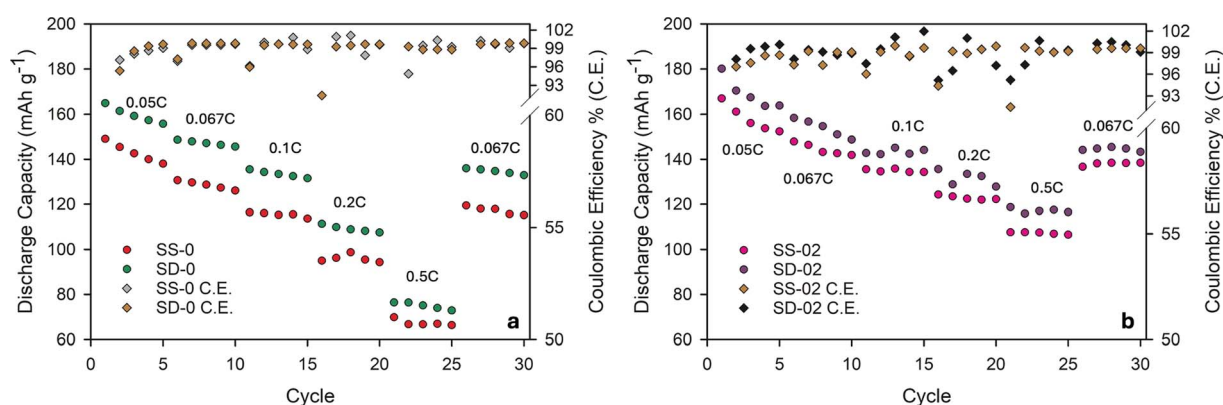 200
180
160
140
120
100
80
60
Discharge Capacity (mAh g⁻¹)
0
5
10
15
20
25
30
Cycle
102
99
96
93
60
55
50
Coulombic Efficiency % (C.E.)
0.05C
0.067C
0.1C
0.2C
0.5C
0.067C
SS-0
SD-0
SS-0 C.E.
SD-0 C.E.
a
200
180
160
140
120
100
80
60
Discharge Capacity (mAh g⁻¹)
0
5
10
15
20
25
30
Cycle
102
99
96
93
60
55
50
Coulombic Efficiency % (C.E.)
0.05C
0.067C
0.1C
0.2C
0.5C
0.067C
SS-02
SD-02
SS-02 C.E.
SD-02 C.E.
b